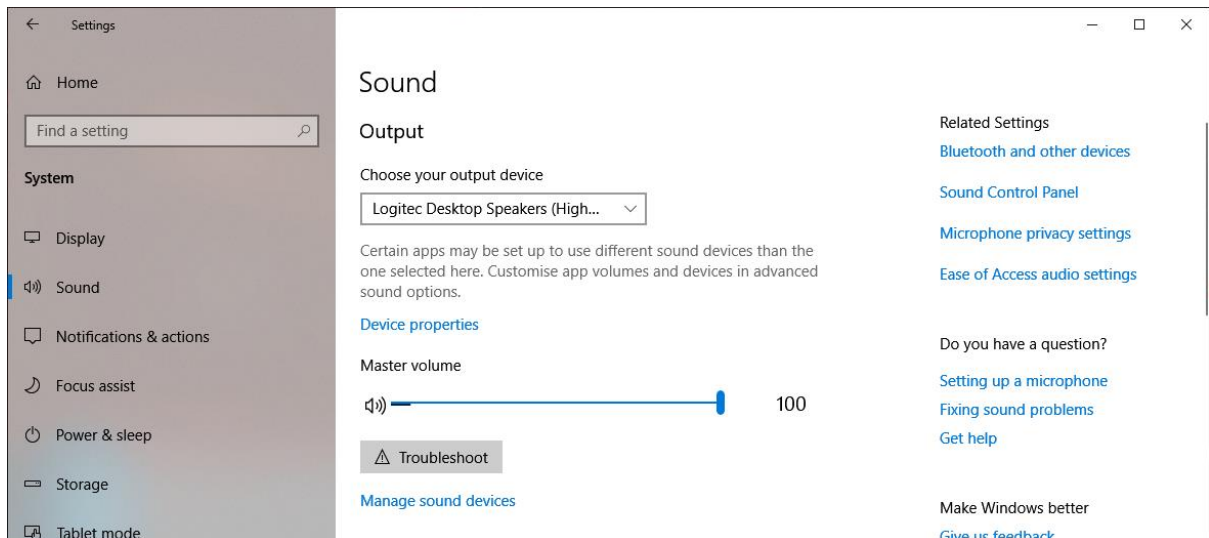 Settings
Home
Find a setting
System
Display
Sound
Notifications & actions
Focus assist
Power & sleep
Storage
Tablet mode
Sound
Output
Choose your output device
Logitec Desktop Speakers (High...
Certain apps may be set up to use different sound devices than the
one selected here. Customise app volumes and devices in advanced
sound options.
Device properties
Master volume
100
Troubleshoot
Manage sound devices
Related Settings
Bluetooth and other devices
Sound Control Panel
Microphone privacy settings
Ease of Access audio settings
Do you have a question?
Setting up a microphone
Fixing sound problems
Get help
Make Windows better
Give us feedback